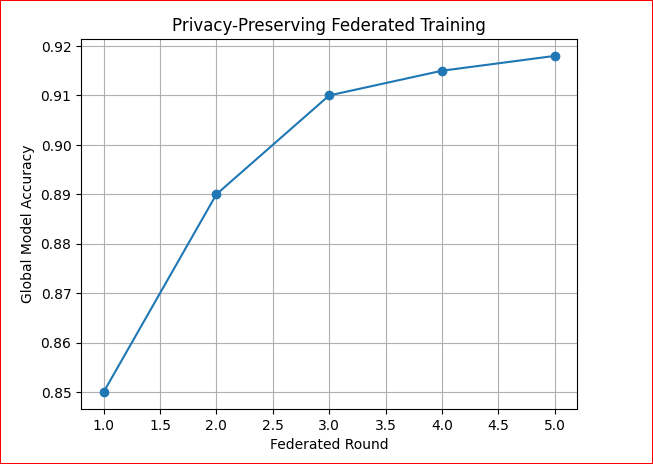 Privacy-Preserving Federated Training
0.92
0.91
0.90
0.89
0.88
0.87
0.86
0.85
Global Model Accuracy
1.0 1.5 2.0 2.5 3.0 3.5 4.0 4.5 5.0
Federated Round